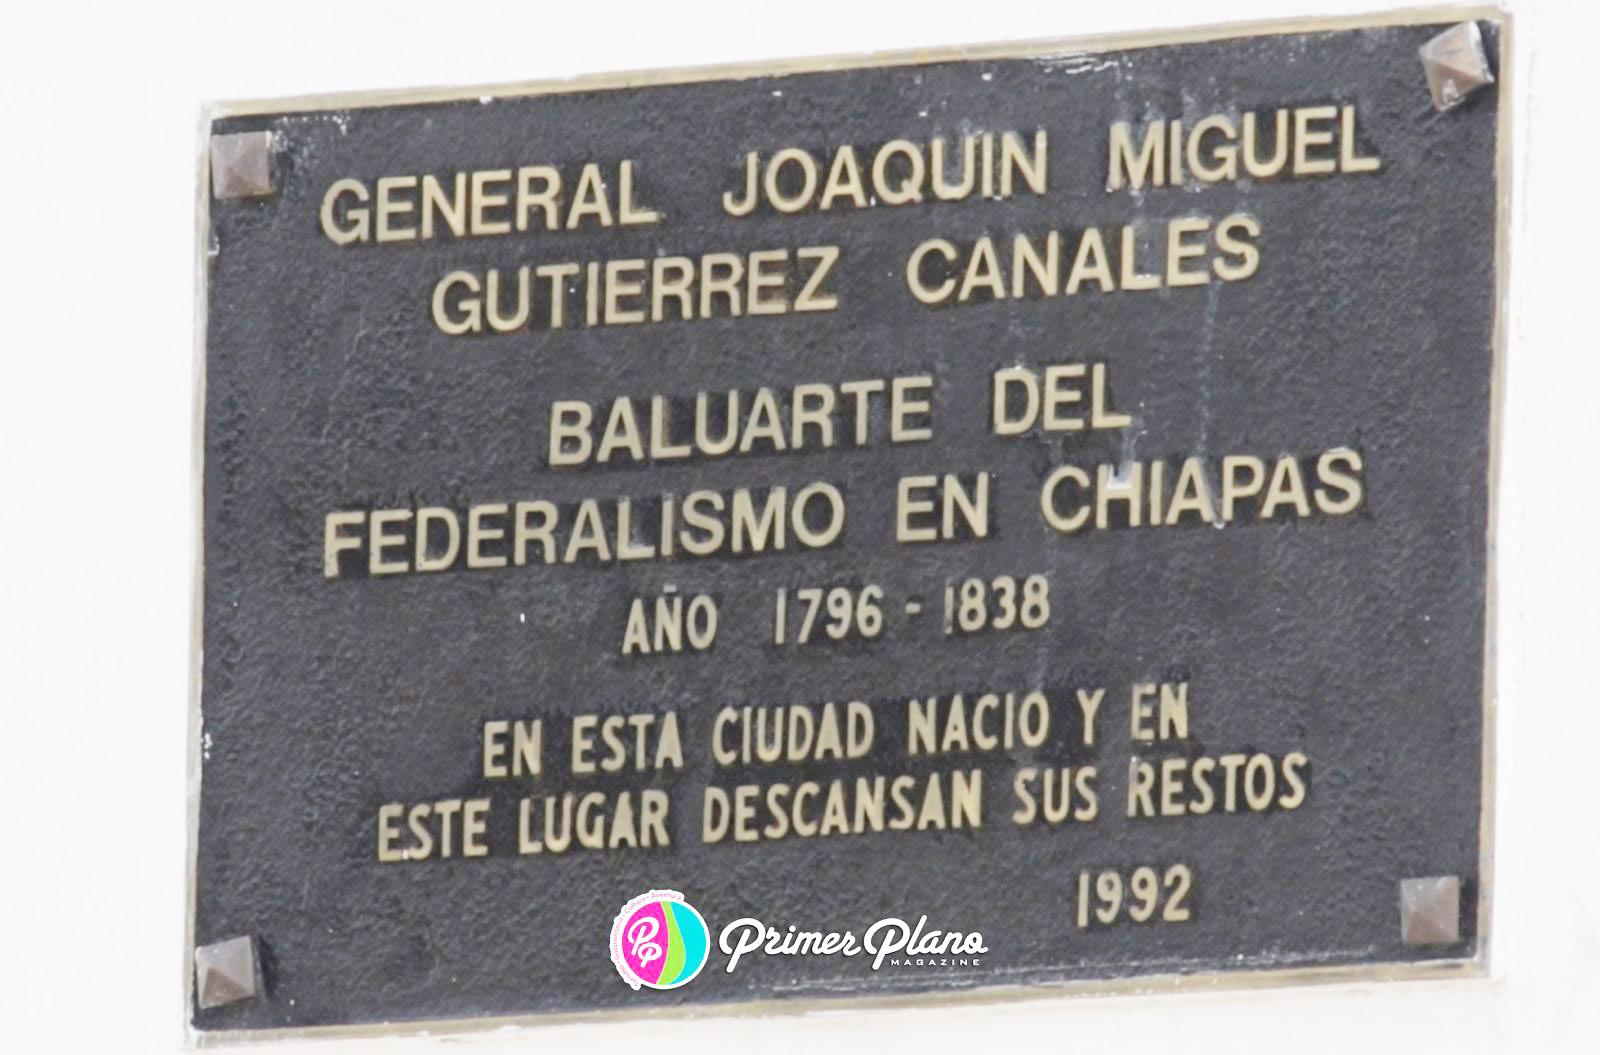 GENERAL JOAQUIN MIGUEL
GUTIERREZ CANALES
BALUARTE DEL
FEDERALISMO EN CHIAPAS
AÑO 1796 - 1838
EN ESTA CIUDAD NACIO Y EN
ESTE LUGAR DESCANSAN SUS RESTOS
1992
Primer Plano
MAGAZINE